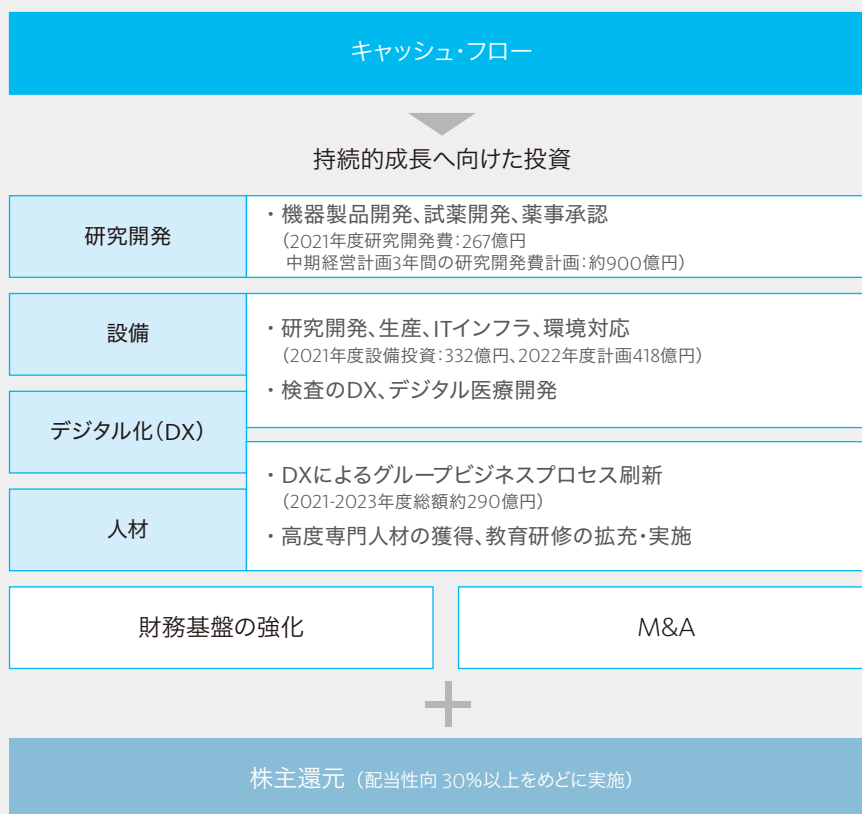 キャッシュ・フロー
持続的成長へ向けた投資
研究開発
・機器製品開発、試薬開発、薬事承認
（2021年度研究開発費：267億円
中期経営計画3年間の研究開発費計画：約900億円）
設備
・研究開発、生産、ITインフラ、環境対応
（2021年度設備投資：332億円、2022年度計画418億円）
・検査のDX、デジタル医療開発
デジタル化（DX）
・DXによるグループビジネスプロセス刷新
（2021-2023年度総額約290億円）
人材
・高度専門人材の獲得、教育研修の拡充・実施
財務基盤の強化
M&A
株主還元（配当性向 30%以上をめどに実施）